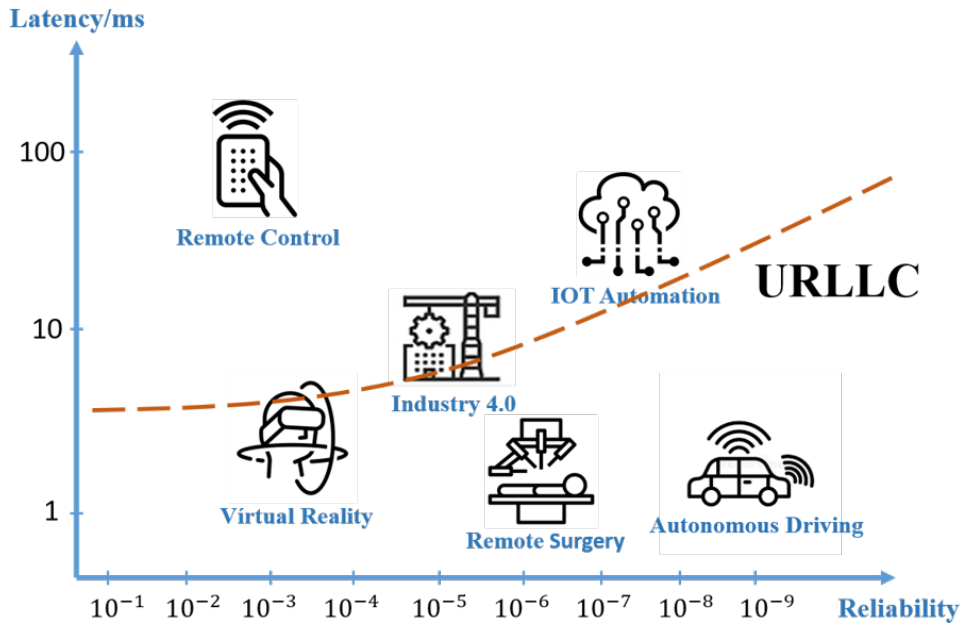 Latency/ms
100
Remote Control
IOT Automation
URLLC
10
Industry 4.0
1
Vírtual Reality
Remote Surgery
Autonomous Driving
10⁻¹ 10⁻² 10⁻³ 10⁻⁴ 10⁻⁵ 10⁻⁶ 10⁻⁷ 10⁻⁸ 10⁻⁹ Reliability